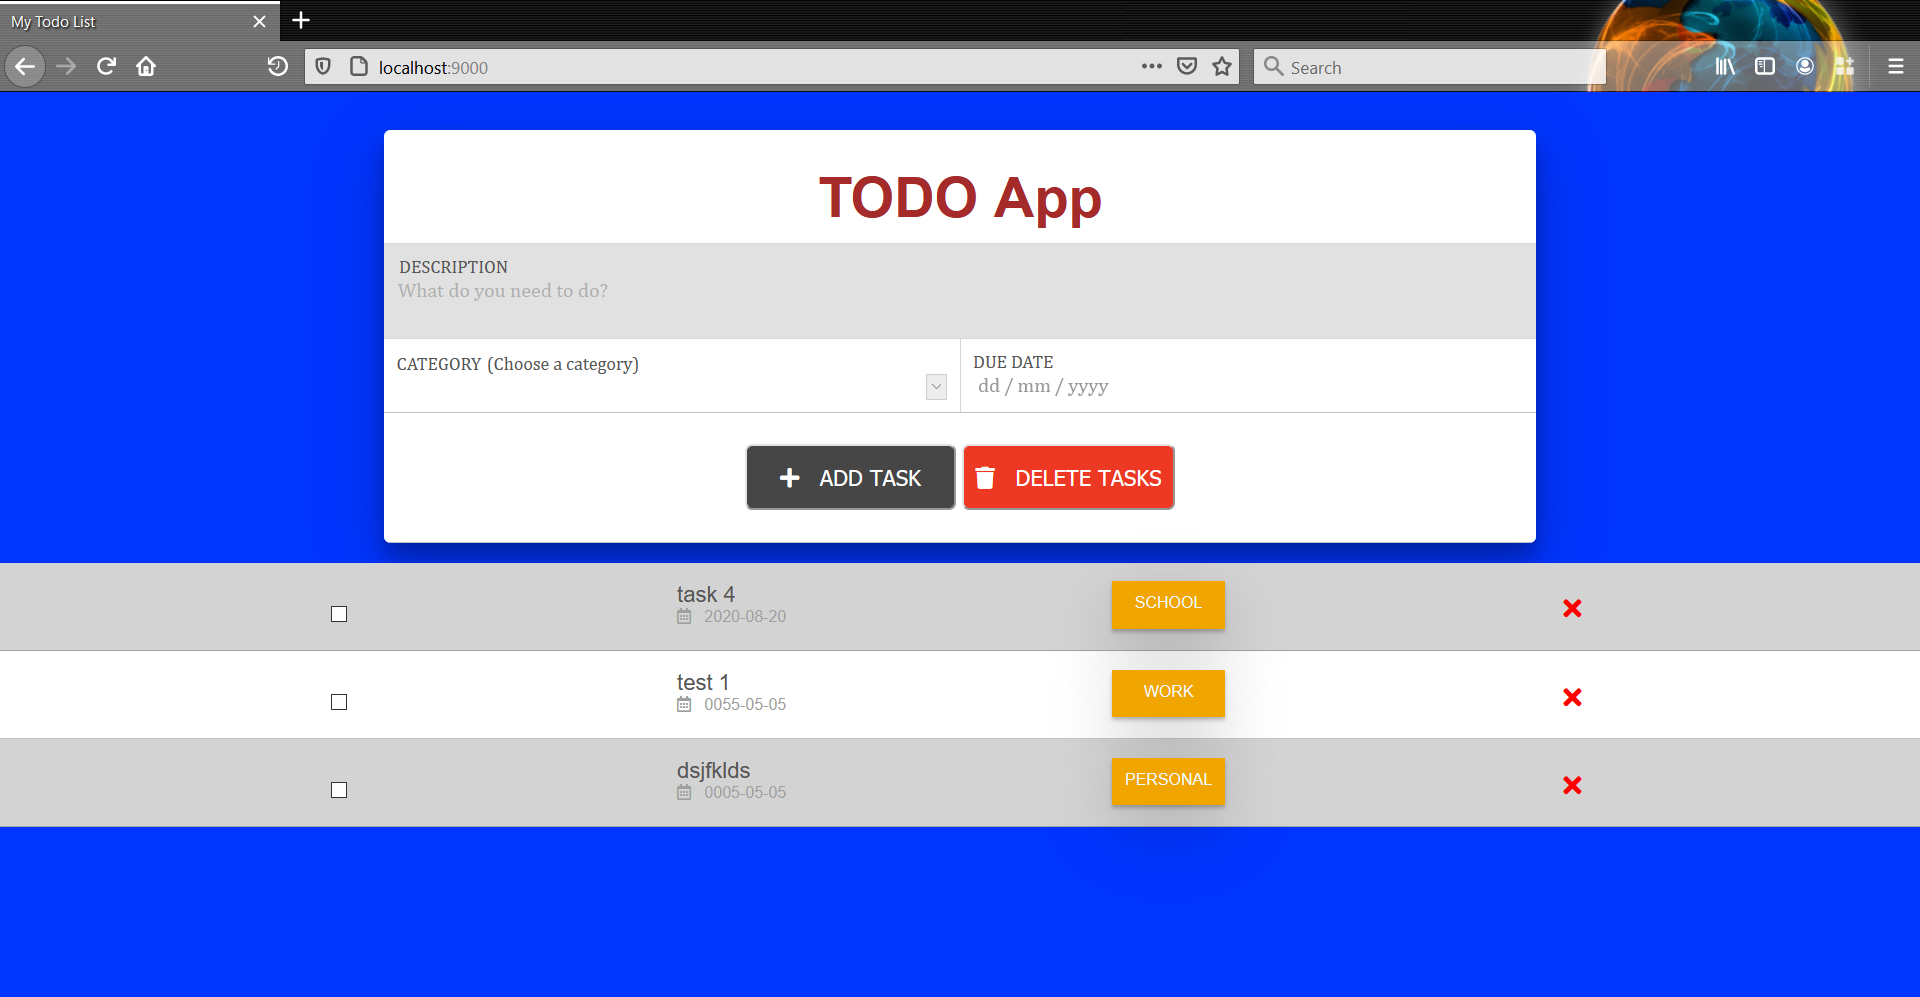 My Todo List
localhost:9000
Search
TODO App
DESCRIPTION
What do you need to do?
CATEGORY (Choose a category)
DUE DATE
dd / mm / yyyy
ADD TASK
DELETE TASKS
task 4
2020-08-20
SCHOOL
test 1
0055-05-05
WORK
dsjfklds
0005-05-05
PERSONAL